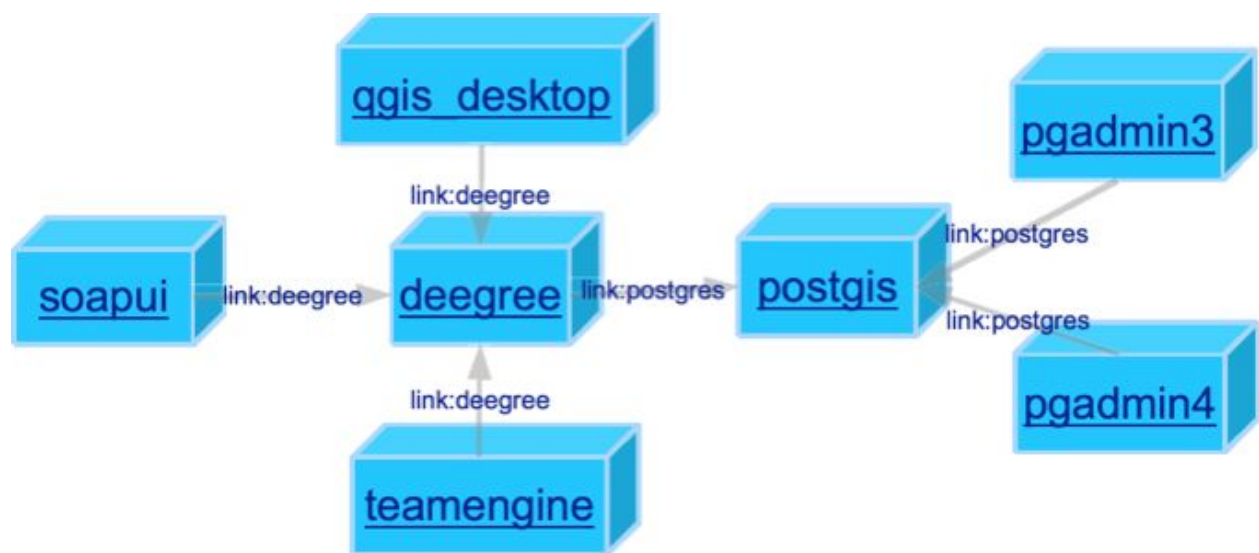 qgis_desktop
pgadmin3
link:deegree
link:postgres
soapui
link:deegree
deegree
link:postgres
postgis
link:postgres
link:deegree
pgadmin4
teamengine